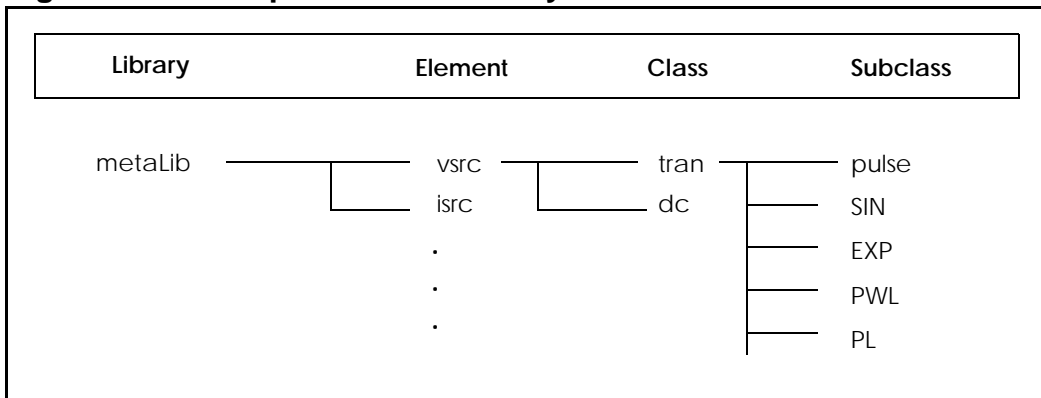 Library Element Class Subclass
metaLib vsrc tran pulse
isrc dc SIN
. EXP
. PWL
. PL